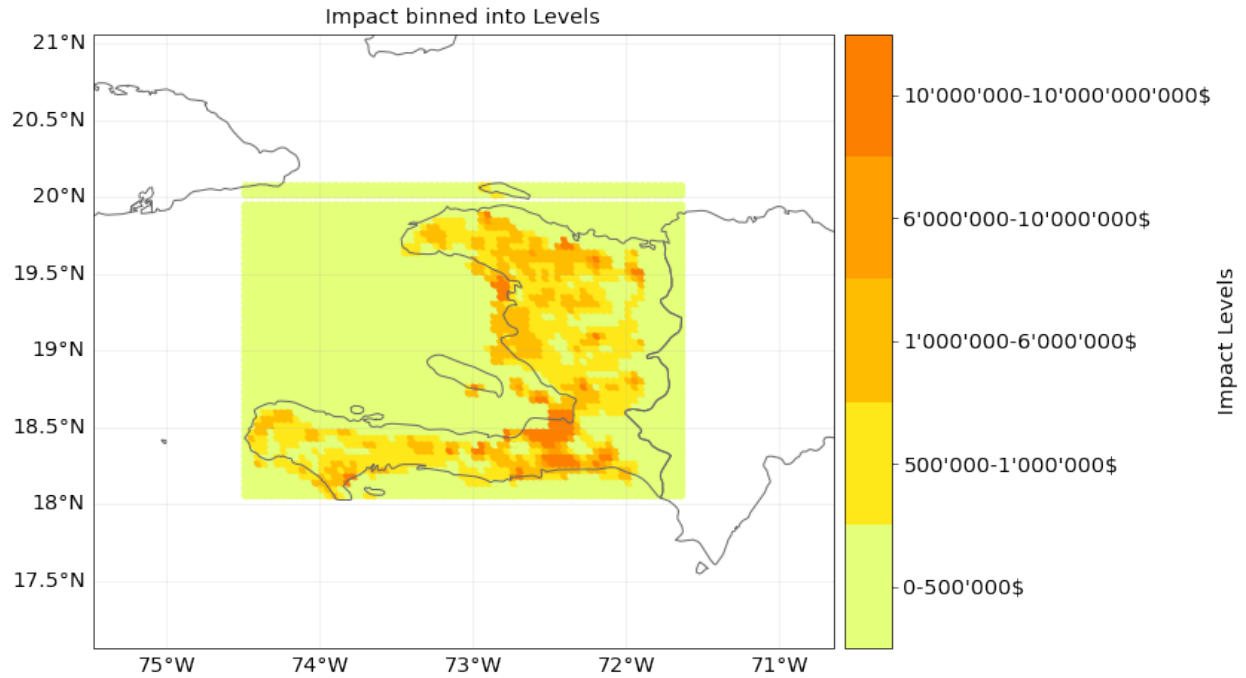 Impact binned into Levels
21°N
20.5°N
20°N
19.5°N
19°N
18.5°N
18°N
17.5°N
75°W
74°W
73°W
72°W
71°W
10'000'000-10'000'000'000$
6'000'000-10'000'000$
1'000'000-6'000'000$
500'000-1'000'000$
0-500'000$
Impact Levels